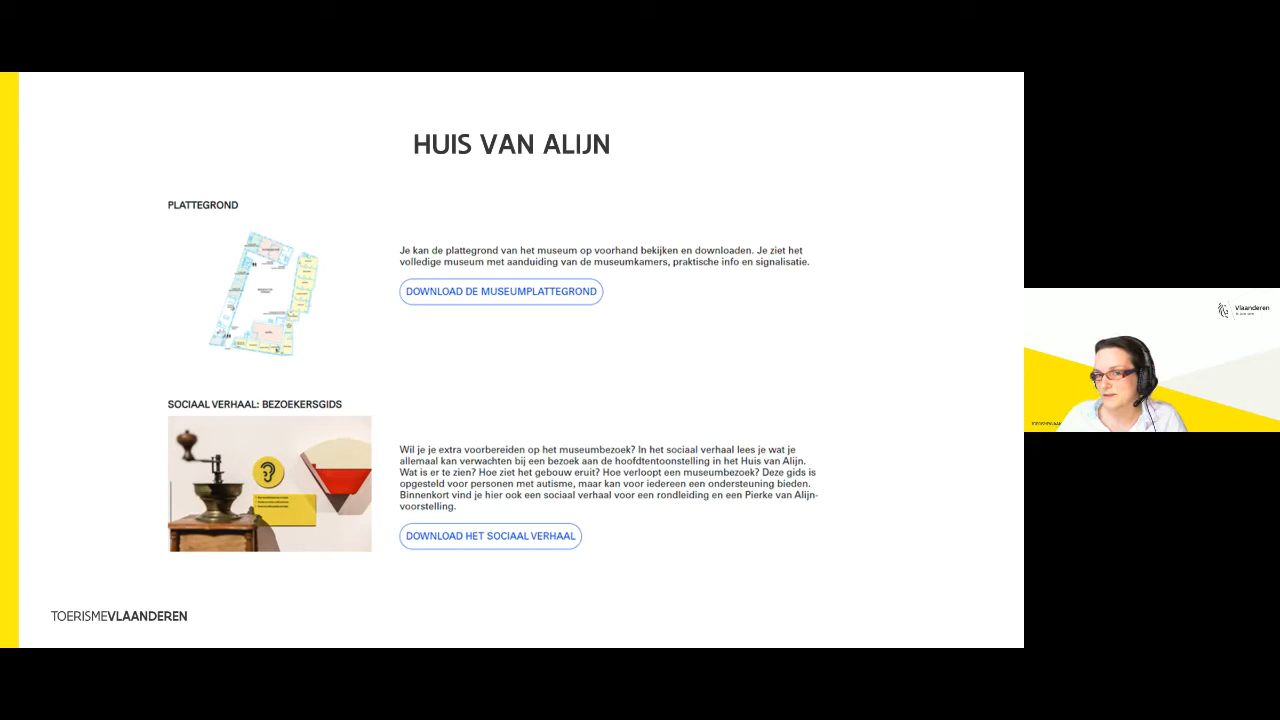 HUIS VAN ALIJN
PLATTEGROND
Je kan de plattegrond van het museum op voorhand bekijken en downloaden. Je ziet het
volledige museum met aanduiding van de museumkamers, praktische info en signalisatie.
DOWNLOAD DE MUSEUMPLATTEGROND
SOCIAAL VERHAAL: BEZOEKERSGIDS
Wil je je extra voorbereiden op het museumbezoek? In het sociaal verhaal lees je wat je
allemaal kan verwachten bij een bezoek aan de hoofdtentoonstelling in het Huis van Alijn.
Wat is er te zien? Hoe ziet het gebouw eruit? Hoe verloopt een museumbezoek? Deze gids is
opgesteld voor personen met autisme, maar kan voor iedereen een ondersteuning bieden.
Binnenkort vind je hier ook een sociaal verhaal voor een rondleiding en een Pierke van Alijn-
voorstelling.
DOWNLOAD HET SOCIAAL VERHAAL
TOERISMEVLAANDEREN
Vlaanderen